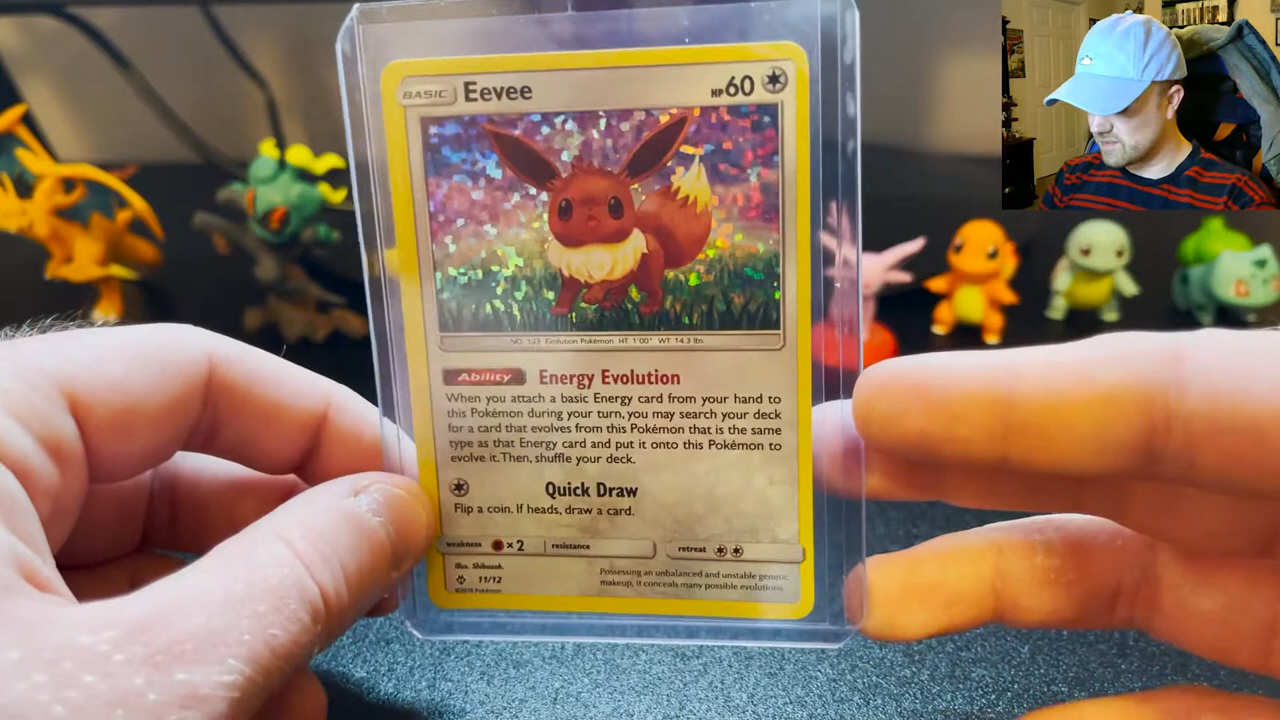 BASIC Eevee HP 60
NO. 133 Evolution Pokémon HT: 1'00" WT: 14.3 lbs.
Ability Energy Evolution
When you attach a basic Energy card from your hand to
this Pokémon during your turn, you may search your deck
for a card that evolves from this Pokémon that is the same
type as that Energy card and put it onto this Pokémon to
evolve it. Then, shuffle your deck.
Quick Draw
Flip a coin. If heads, draw a card.
weakness ×2 resistance retreat
Illus. Shibuzoh.
11/12
©2019 Pokémon
Possessing an unbalanced and unstable genetic
makeup, it conceals many possible evolutions.